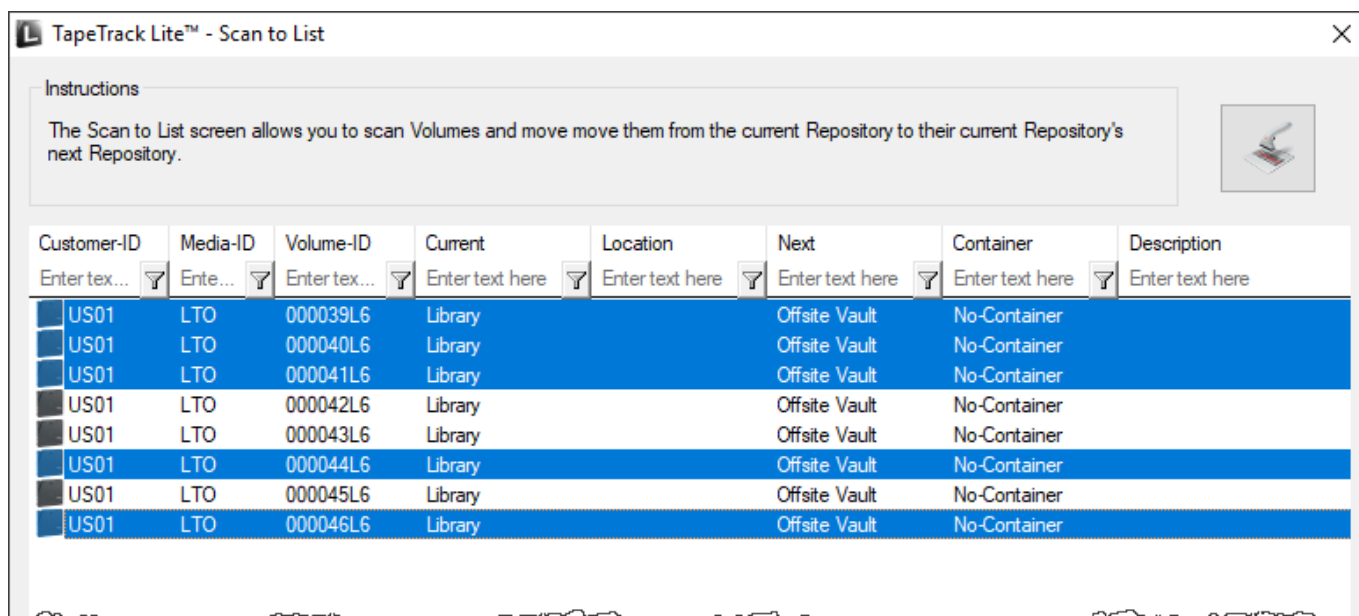 TapeTrack Lite™ - Scan to List
Instructions
The Scan to List screen allows you to scan Volumes and move move them from the current Repository to their current Repository's
next Repository.
Customer-ID Media-ID Volume-ID Current Location Next Container Description
Enter tex... Ente... Enter tex... Enter text here Enter text here Enter text here Enter text here Enter text here
US01 LTO 000039L6 Library Offsite Vault No-Container
US01 LTO 000040L6 Library Offsite Vault No-Container
US01 LTO 000041L6 Library Offsite Vault No-Container
US01 LTO 000042L6 Library Offsite Vault No-Container
US01 LTO 000043L6 Library Offsite Vault No-Container
US01 LTO 000044L6 Library Offsite Vault No-Container
US01 LTO 000045L6 Library Offsite Vault No-Container
US01 LTO 000046L6 Library Offsite Vault No-Container